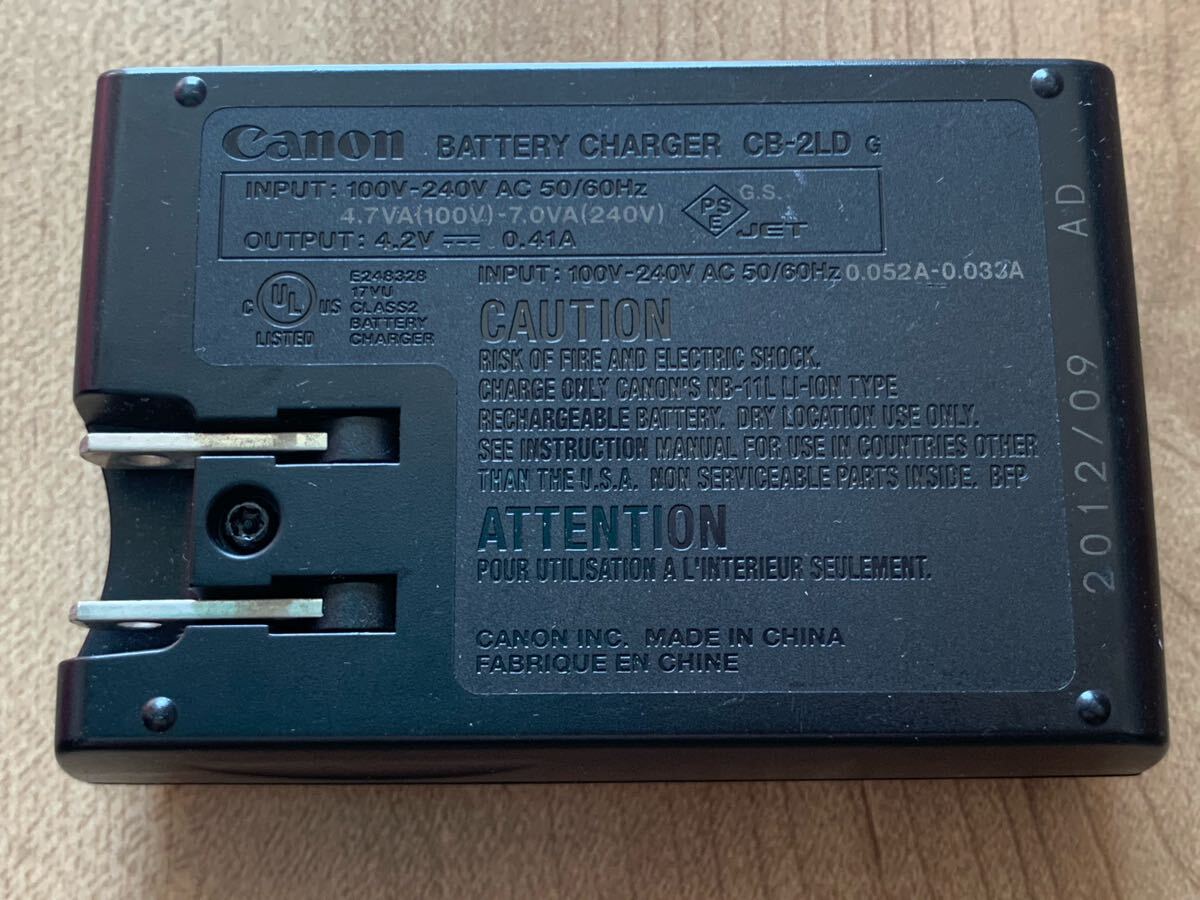 Canon BATTERY CHARGER CB-2LD G
INPUT: 100V-240V AC 50/60Hz
4.7VA(100V)-7.0VA(240V)
OUTPUT: 4.2V ⎓ 0.41A
PS
E
G.S.
JET
INPUT: 100V-240V AC 50/60Hz 0.052A-0.033A
C UL US
LISTED
E248328
17VU
CLASS2
BATTERY
CHARGER
CAUTION
RISK OF FIRE AND ELECTRIC SHOCK.
CHARGE ONLY CANON'S NB-11L LI-ION TYPE
RECHARGEABLE BATTERY. DRY LOCATION USE ONLY.
SEE INSTRUCTION MANUAL FOR USE IN COUNTRIES OTHER
THAN THE U.S.A. NON SERVICEABLE PARTS INSIDE. BFP
ATTENTION
POUR UTILISATION A L'INTERIEUR SEULEMENT.
CANON INC. MADE IN CHINA
FABRIQUE EN CHINE
2012/09 AD